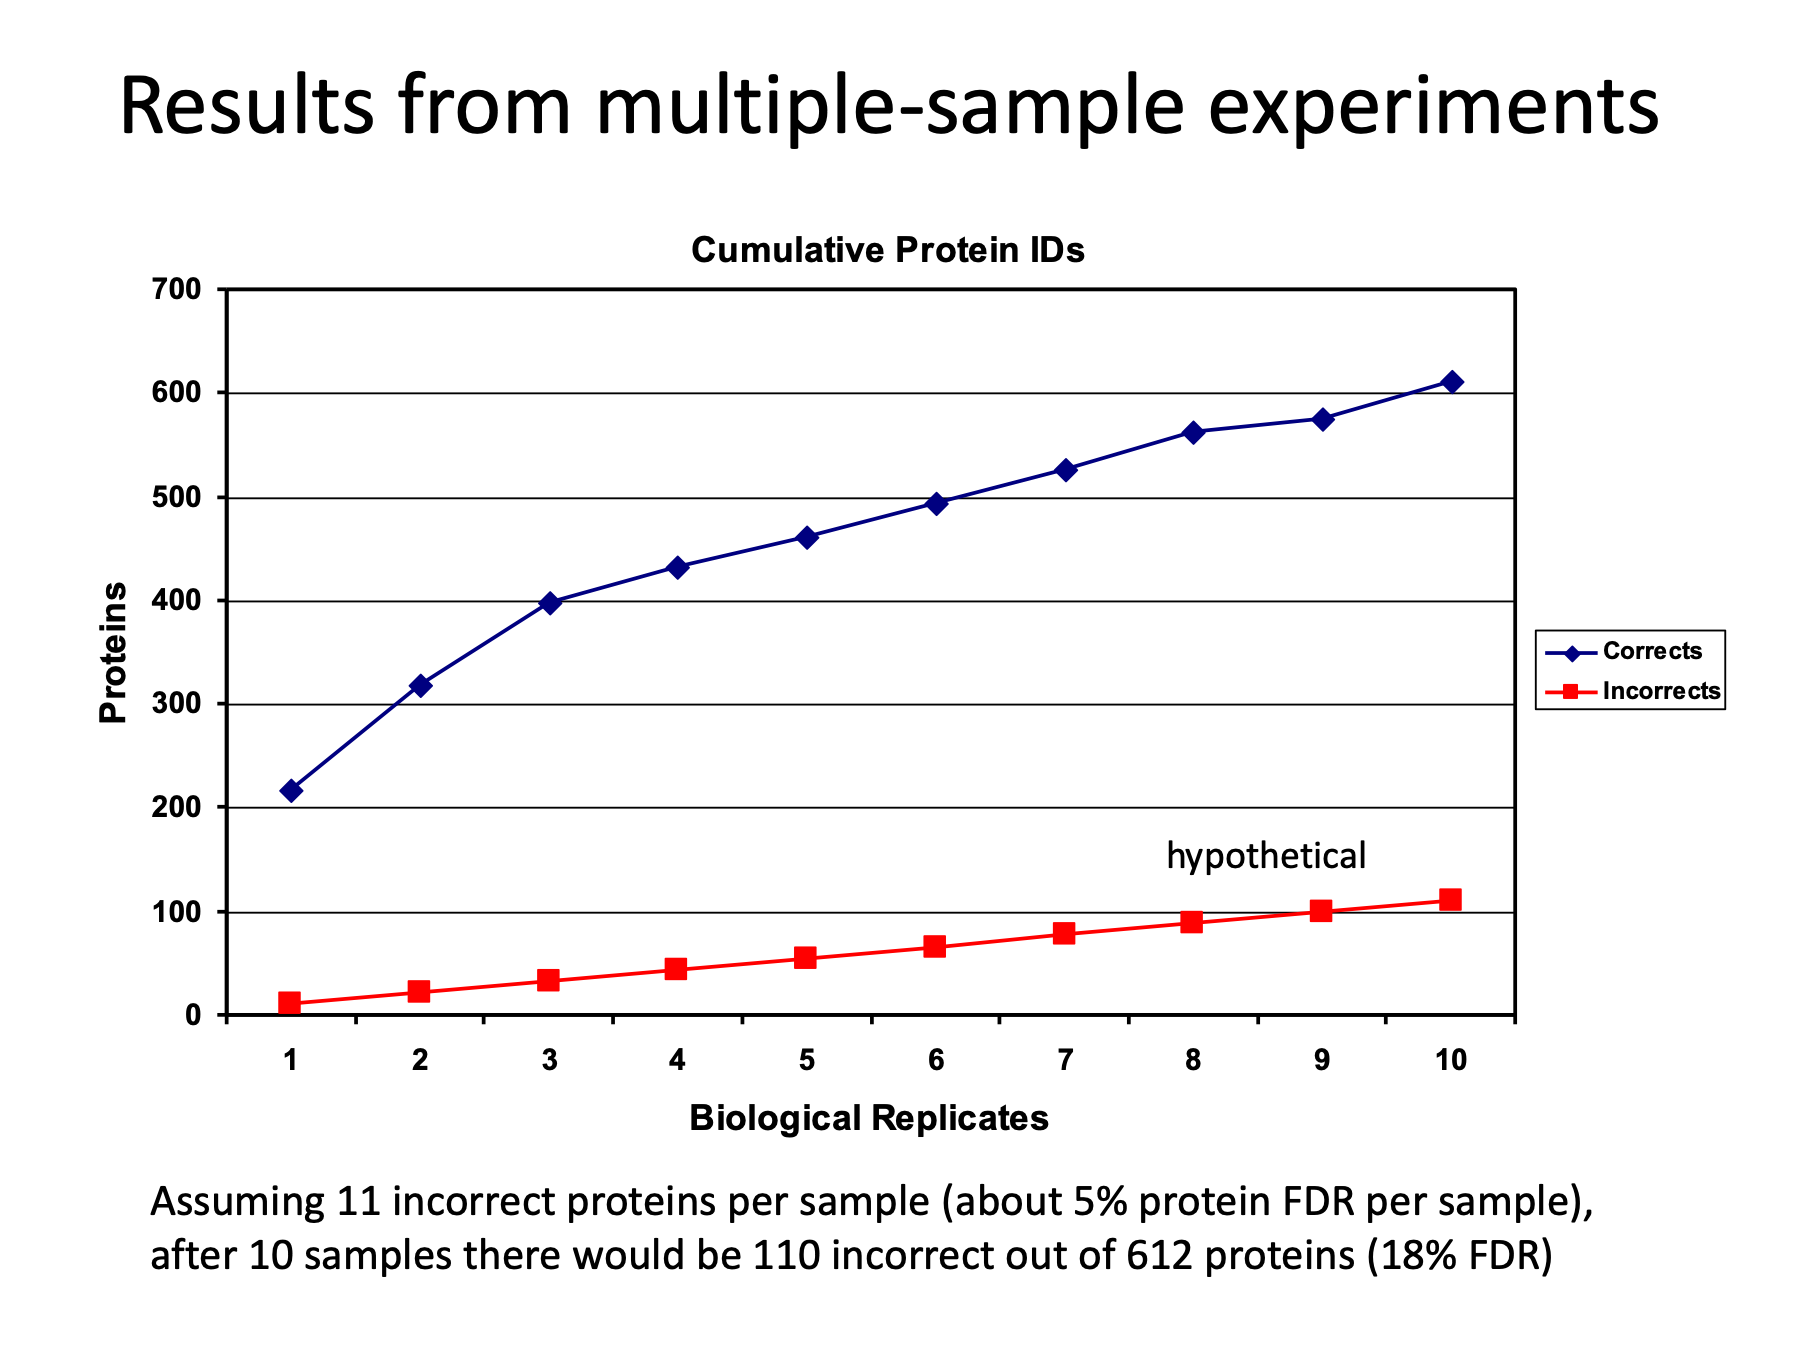 Results from multiple-sample experiments
Cumulative Protein IDs
700
600
500
400
300
200
100
0
Proteins
hypothetical
Corrects
Incorrects
1 2 3 4 5 6 7 8 9 10
Biological Replicates
Assuming 11 incorrect proteins per sample (about 5% protein FDR per sample),
after 10 samples there would be 110 incorrect out of 612 proteins (18% FDR)